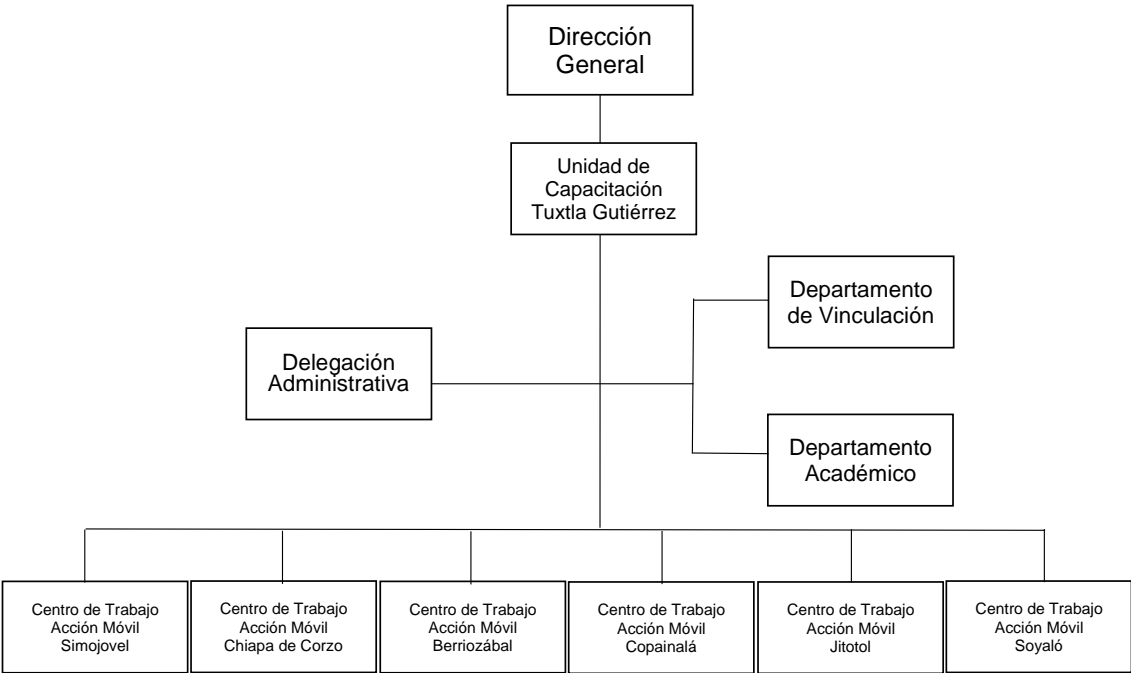 Dirección
General
Unidad de
Capacitación
Tuxtla Gutiérrez
Departamento
de Vinculación
Delegación
Administrativa
Departamento
Académico
Centro de Trabajo
Acción Móvil
Simojovel
Centro de Trabajo
Acción Móvil
Chiapa de Corzo
Centro de Trabajo
Acción Móvil
Berriozábal
Centro de Trabajo
Acción Móvil
Copainalá
Centro de Trabajo
Acción Móvil
Jitotol
Centro de Trabajo
Acción Móvil
Soyaló